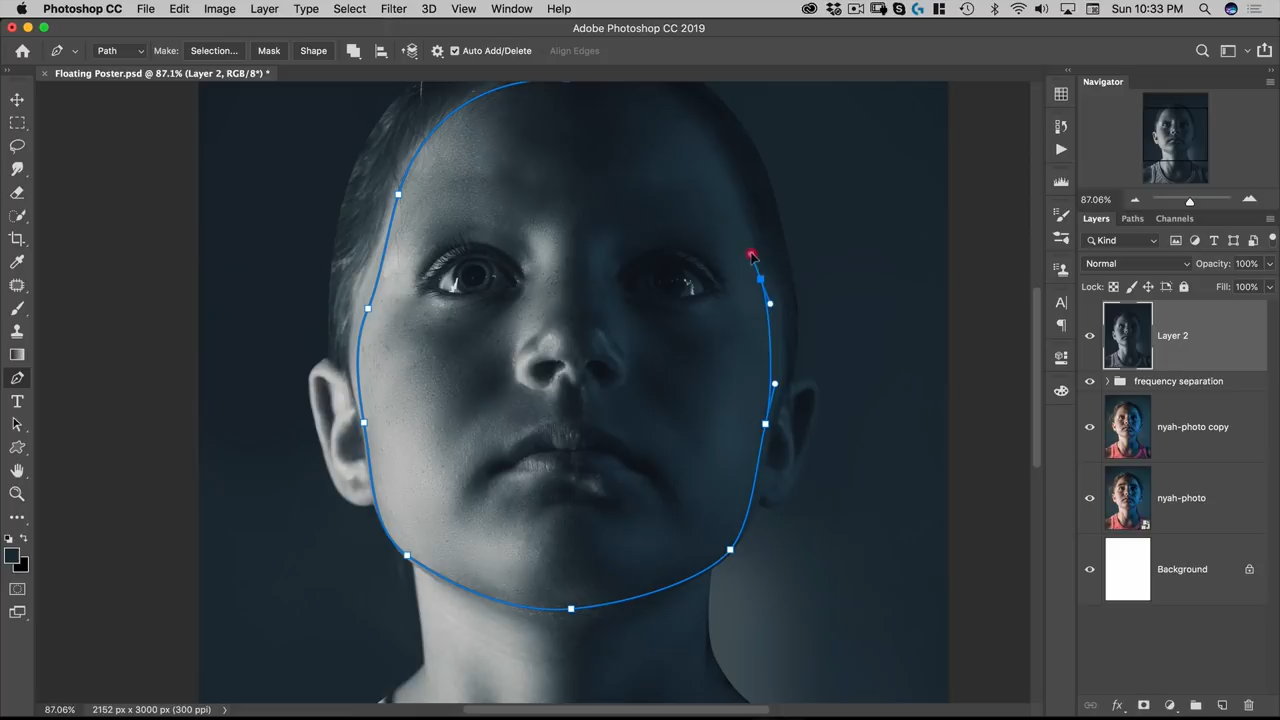 Photoshop CC File Edit Image Layer Type Select Filter 3D View Window Help Sun 10:33 PM
Adobe Photoshop CC 2019
Path Make: Selection... Mask Shape Auto Add/Delete Align Edges
Floating Poster.psd @ 87.1% (Layer 2, RGB/8*) *
Navigator
87.06%
Layers Paths Channels
Kind
Normal Opacity: 100%
Lock: Fill: 100%
Layer 2
frequency separation
nyah-photo copy
nyah-photo
Background
87.06% 2152 px x 3000 px (300 ppi)